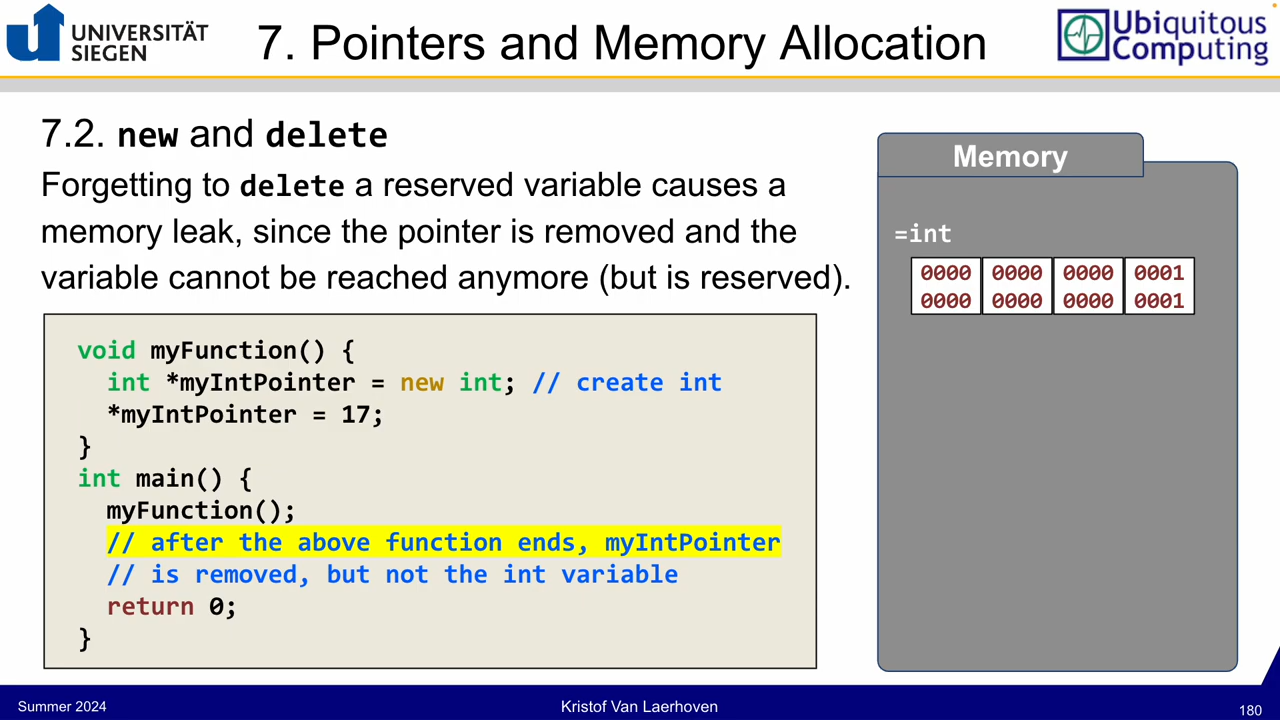 UNIVERSITÄT
SIEGEN
7. Pointers and Memory Allocation
Ubiquitous
Computing
7.2. new and delete
Forgetting to delete a reserved variable causes a
memory leak, since the pointer is removed and the
variable cannot be reached anymore (but is reserved).
void myFunction() {
  int *myIntPointer = new int; // create int
  *myIntPointer = 17;
}
int main() {
  myFunction();
  // after the above function ends, myIntPointer
  // is removed, but not the int variable
  return 0;
}
Memory
=int
0000 0000 0000 0001
0000 0000 0000 0001
Summer 2024
Kristof Van Laerhoven
180